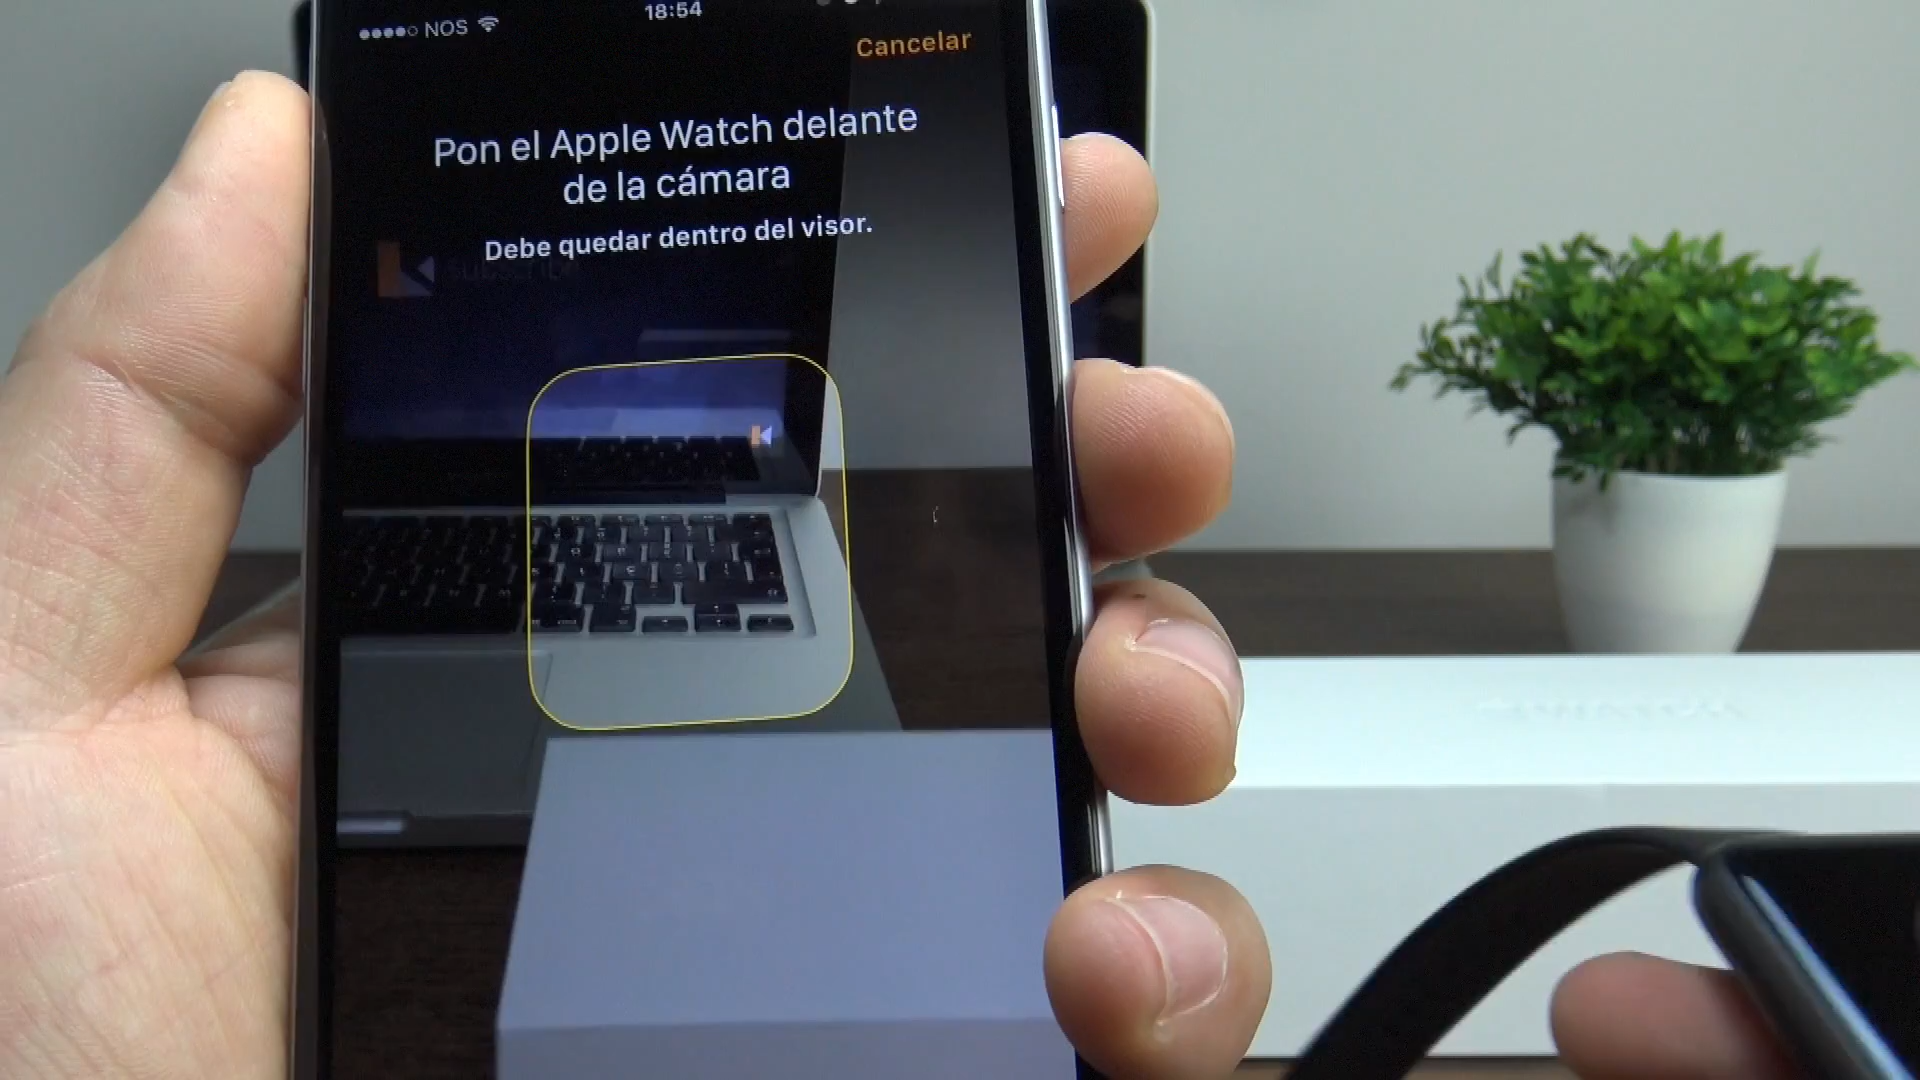 NOS
18:54
Cancelar
Pon el Apple Watch delante
de la cámara
Debe quedar dentro del visor.